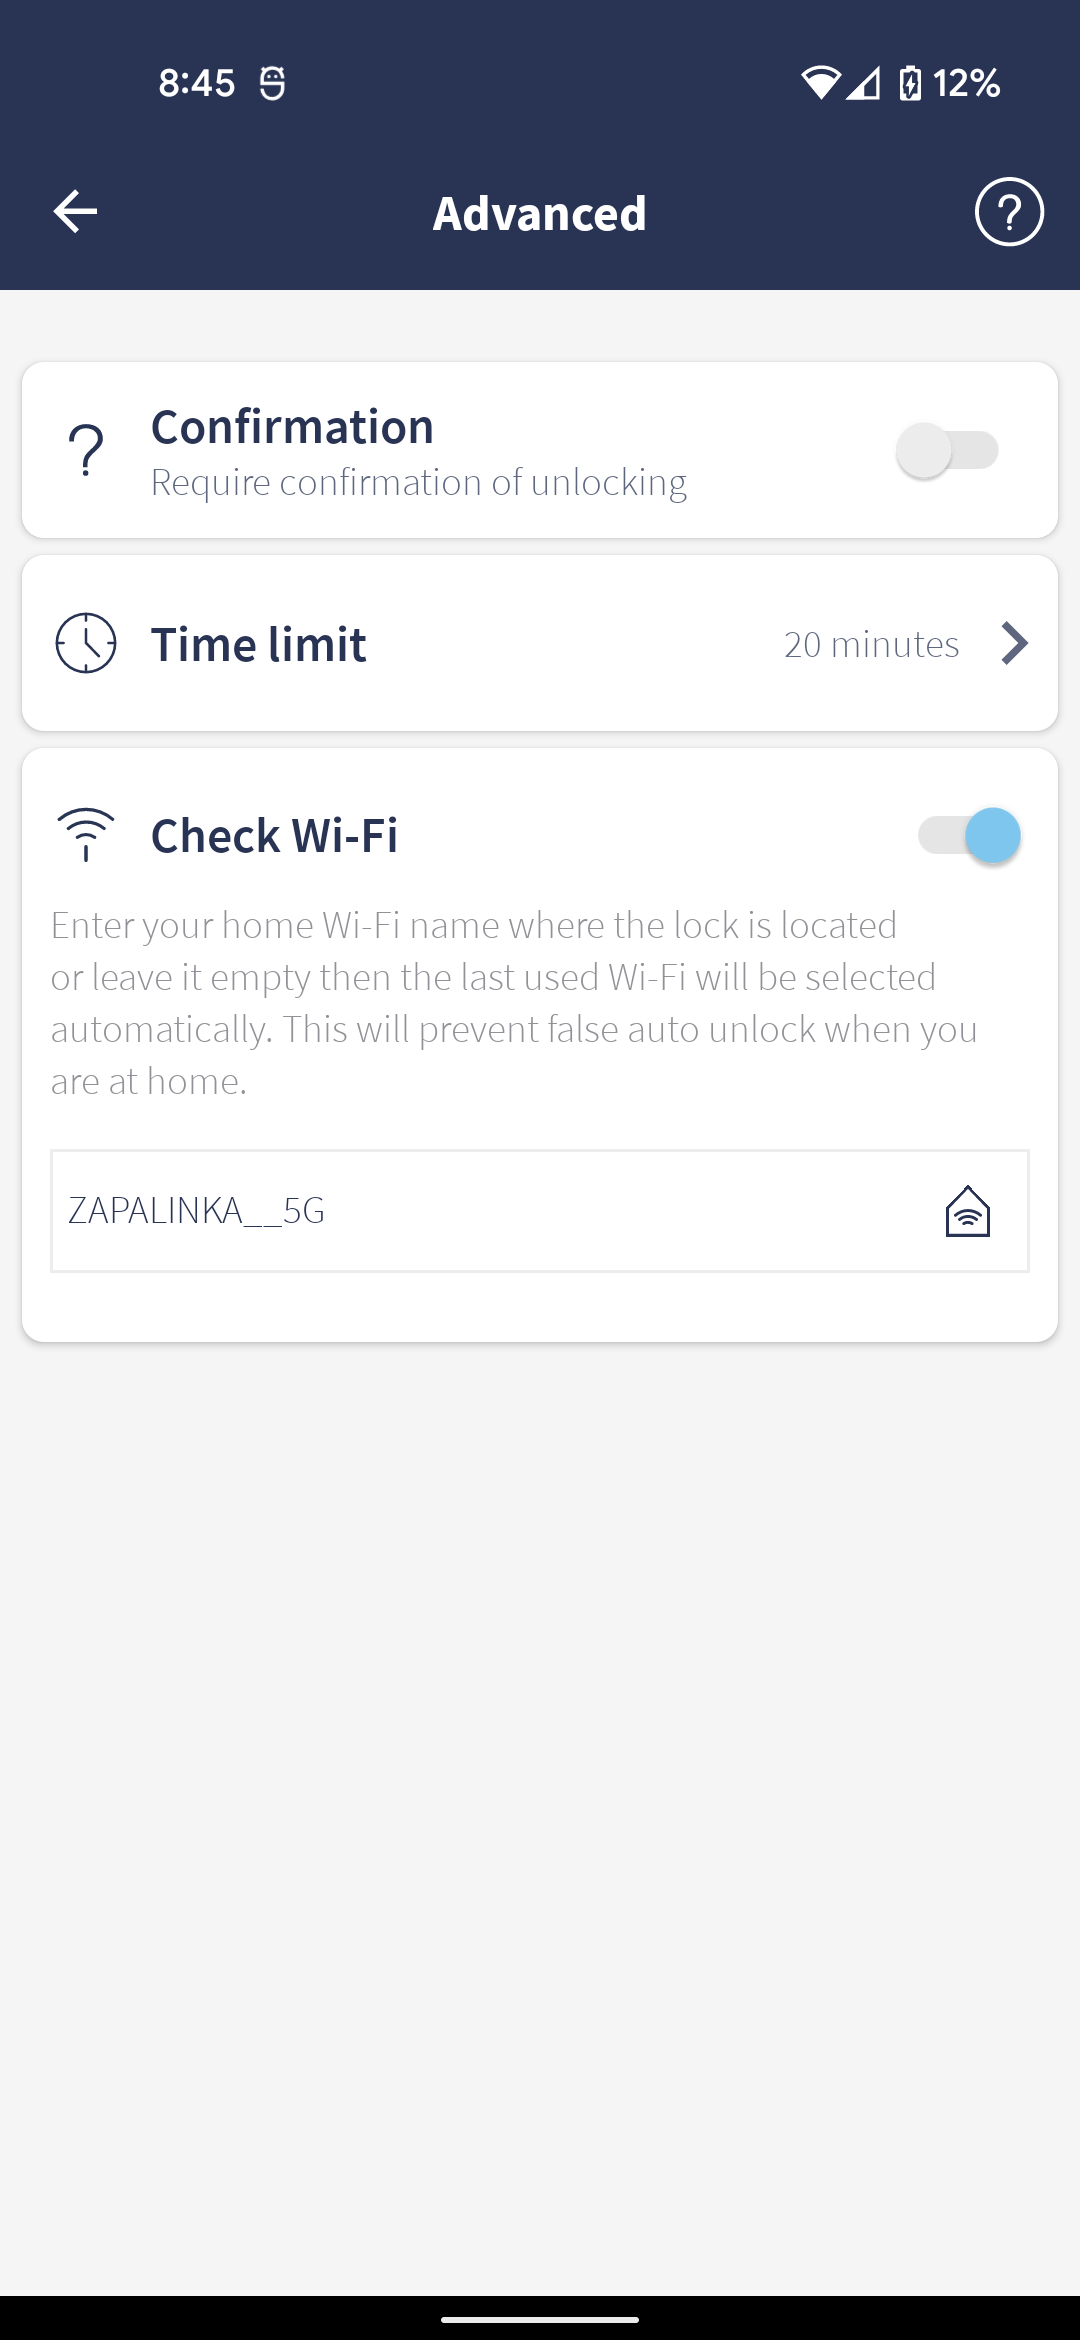 8:45
12%
Advanced
Confirmation
Require confirmation of unlocking
Time limit
20 minutes
Check Wi-Fi
Enter your home Wi-Fi name where the lock is located
or leave it empty then the last used Wi-Fi will be selected
automatically. This will prevent false auto unlock when you
are at home.
ZAPALINKA__5G